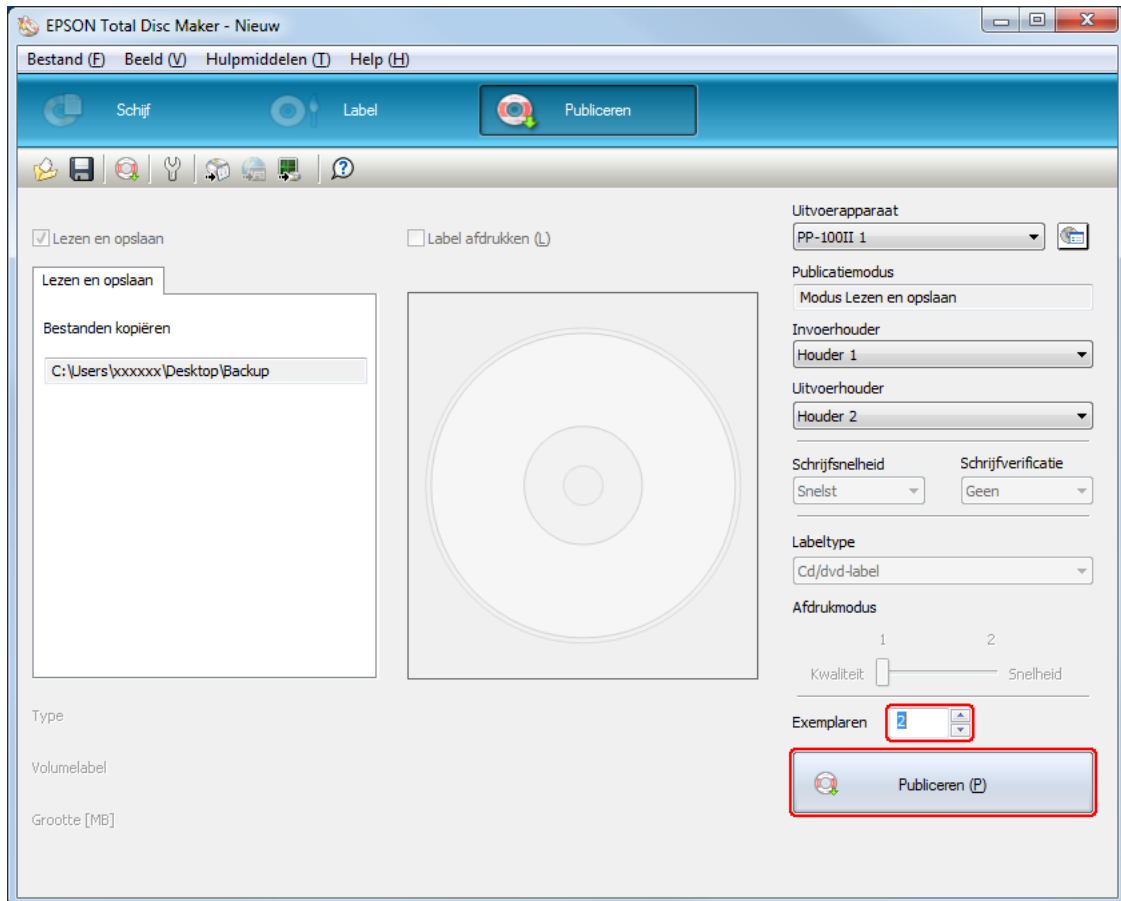 EPSON Total Disc Maker - Nieuw
Bestand (F) Beeld (V) Hulpmiddelen (T) Help (H)
Schijf Label Publiceren
Lezen en opslaan
Lezen en opslaan
Bestanden kopiëren
C:\Users\xxxxxx\Desktop\Backup
Type
Volumelabel
Grootte [MB]
Label afdrukken (L)
Uitvoerapparaat
PP-100II 1
Publicatiemodus
Modus Lezen en opslaan
Invoerhouder
Houder 1
Uitvoerhouder
Houder 2
Schrijfsnelheid Schrijfverificatie
Snelst Geen
Labeltype
Cd/dvd-label
Afdrukmodus
1 2
Kwaliteit Snelheid
Exemplaren 2
Publiceren (P)